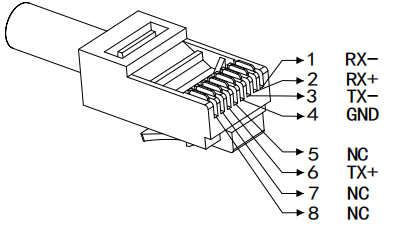 1 RX-
2 RX+
3 TX-
4 GND
5 NC
6 TX+
7 NC
8 NC